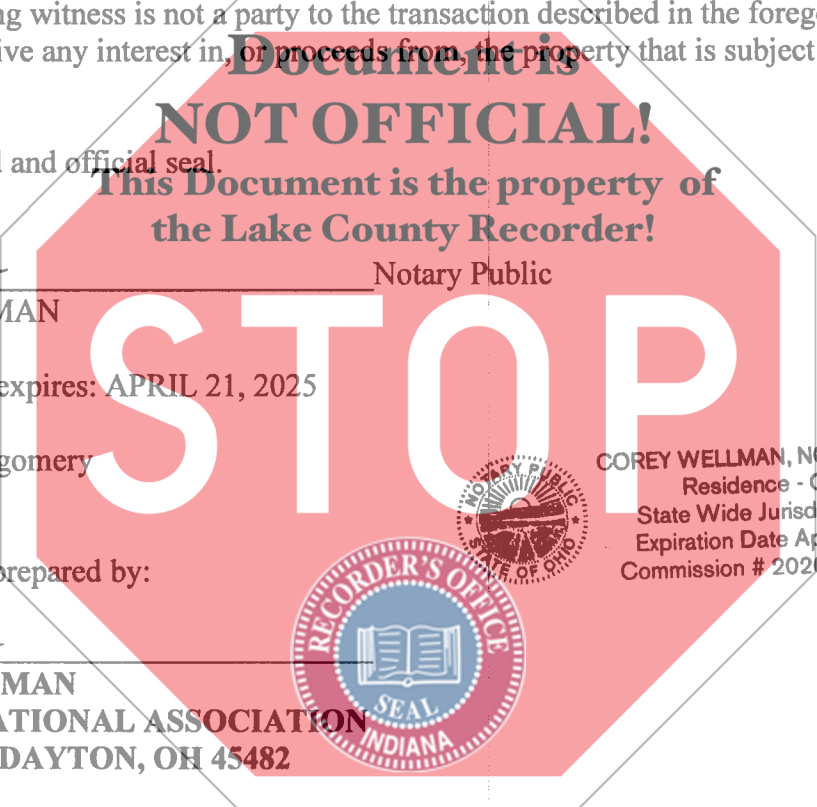 ng witness is not a party to the transaction described in the forego
ive any interest in, or proceeds from, the property that is subject
Document is
NOT OFFICIAL!
d and official seal.
This Document is the property of
the Lake County Recorder!
Notary Public
MAN
STOP
expires: APRIL 21, 2025
gomery
COREY WELLMAN, NO
Residence -
State Wide Jurisd
Expiration Date Ap
Commission # 202
NOTARY PUBLIC
STATE OF OHIO
prepared by:
RECORDER'S OFFICE
SEAL
INDIANA
MAN
ATIONAL ASSOCIATION
DAYTON, OH 45482